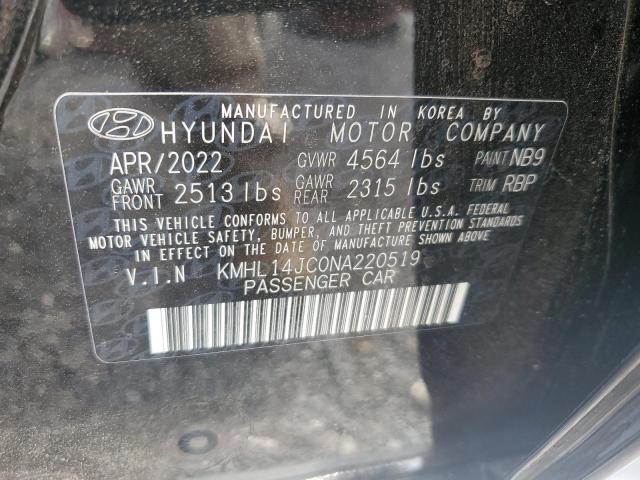 MANUFACTURED IN KOREA BY
HYUNDAI MOTOR COMPANY
APR/2022 GVWR 4564 lbs PAINT NB9
GAWR FRONT 2513 lbs GAWR REAR 2315 lbs TRIM RBP
THIS VEHICLE CONFORMS TO ALL APPLICABLE U.S.A. FEDERAL
MOTOR VEHICLE SAFETY, BUMPER, AND THEFT PREVENTION STANDARDS
IN EFFECT ON THE DATE OF MANUFACTURE SHOWN ABOVE.
V.I.N KMHL14JC0NA220519
PASSENGER CAR